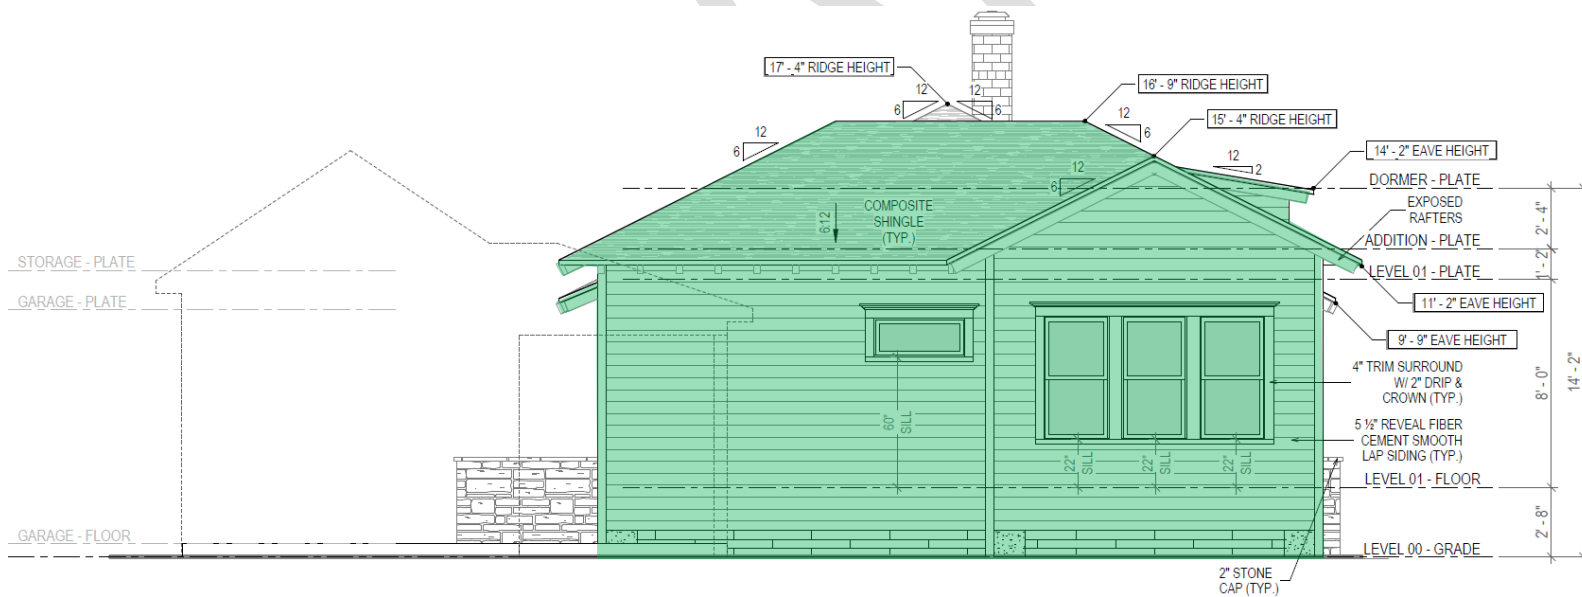 17' - 4" RIDGE HEIGHT
12
12
6
6
16' - 9" RIDGE HEIGHT
12
6
15' - 4" RIDGE HEIGHT
12
6
12
6
12
2
14' - 2" EAVE HEIGHT
DORMER - PLATE
COMPOSITE
SHINGLE
(TYP.)
6:12
EXPOSED
RAFTERS
2' - 4"
ADDITION - PLATE
STORAGE - PLATE
1' - 2"
LEVEL 01 - PLATE
GARAGE - PLATE
11' - 2" EAVE HEIGHT
9' - 9" EAVE HEIGHT
4" TRIM SURROUND
W/ 2" DRIP &
CROWN (TYP.)
8' - 0"
14' - 2"
60"
SILL
5 ½" REVEAL FIBER
CEMENT SMOOTH
LAP SIDING (TYP.)
22"
SILL
22"
SILL
22"
SILL
LEVEL 01 - FLOOR
2' - 8"
GARAGE - FLOOR
LEVEL 00 - GRADE
2" STONE
CAP (TYP.)